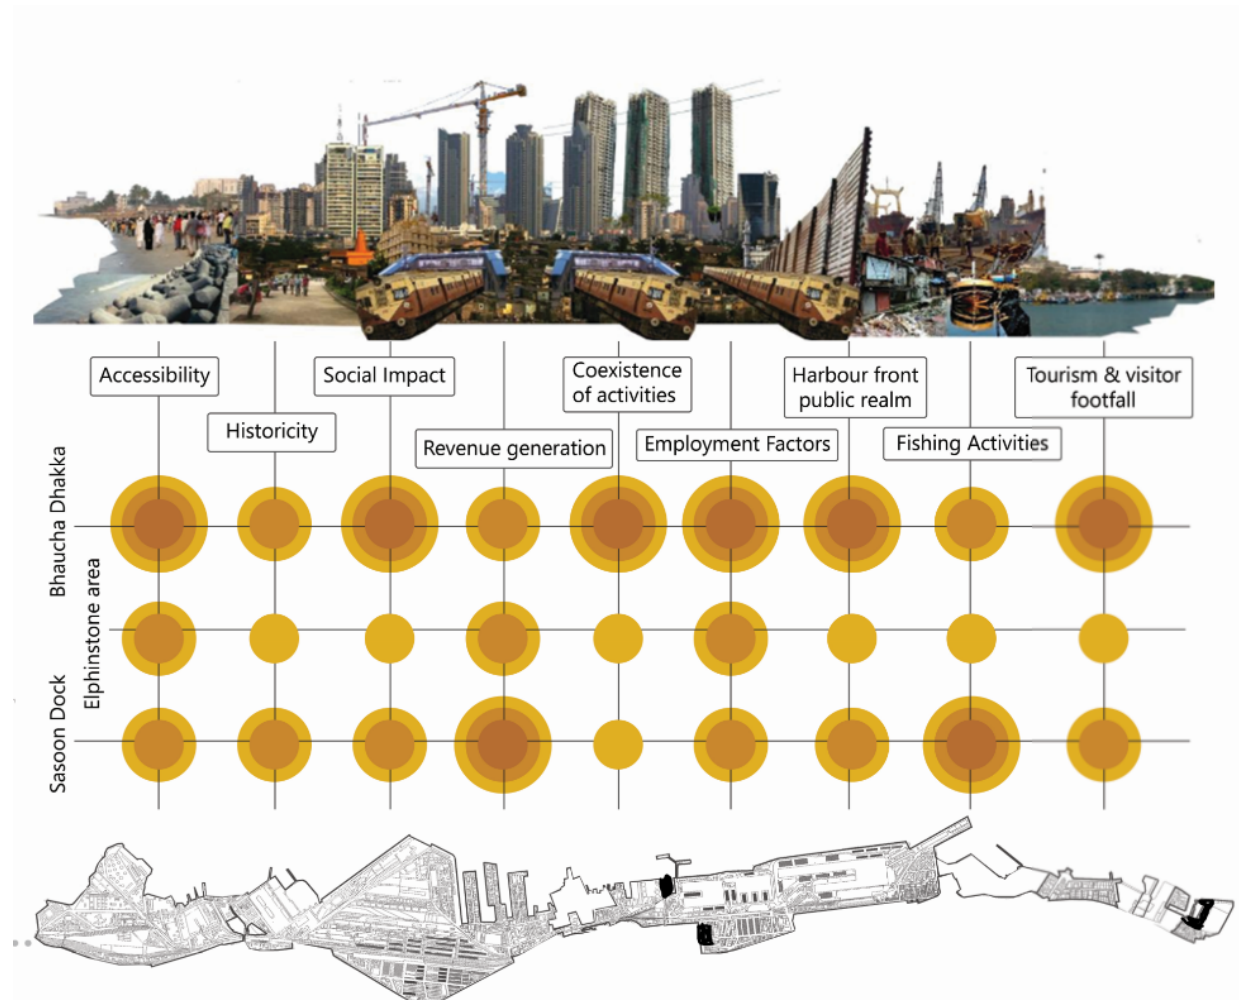 Accessibility
Historicity
Social Impact
Revenue generation
Coexistence
of activities
Employment Factors
Harbour front
public realm
Fishing Activities
Tourism & visitor
footfall
Bhaucha Dhakka
Elphinstone area
Sasoon Dock